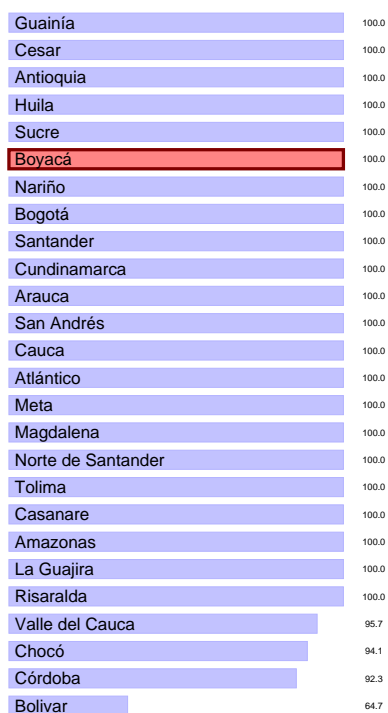 Guainía 100.0
Cesar 100.0
Antioquia 100.0
Huila 100.0
Sucre 100.0
Boyacá 100.0
Nariño 100.0
Bogotá 100.0
Santander 100.0
Cundinamarca 100.0
Arauca 100.0
San Andrés 100.0
Cauca 100.0
Atlántico 100.0
Meta 100.0
Magdalena 100.0
Norte de Santander 100.0
Tolima 100.0
Casanare 100.0
Amazonas 100.0
La Guajira 100.0
Risaralda 100.0
Valle del Cauca 95.7
Chocó 94.1
Córdoba 92.3
Bolivar 64.7